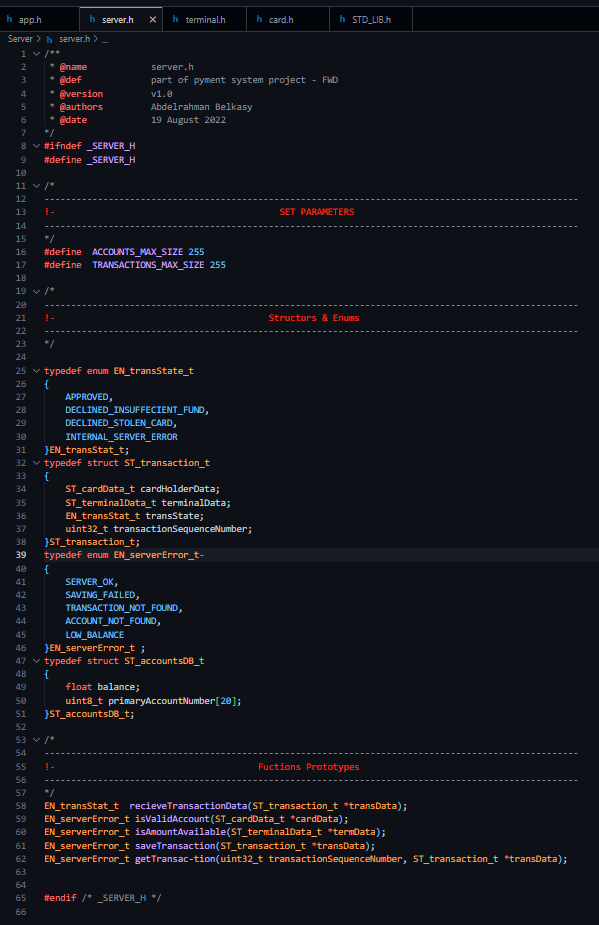 app.h server.h × terminal.h card.h STD_LIB.h
Server > server.h > ...
1 /**
2 * @name server.h
3 * @def part of pyment system project - FWD
4 * @version v1.0
5 * @authors Abdelrahman Belkasy
6 * @date 19 August 2022
7 */
8 #ifndef _SERVER_H
9 #define _SERVER_H
10
11 /*
12 ----------------------------------------------------------------------------------------------------
13 !- SET PARAMETERS
14 ----------------------------------------------------------------------------------------------------
15 */
16 #define ACCOUNTS_MAX_SIZE 255
17 #define TRANSACTIONS_MAX_SIZE 255
18
19 /*
20 ----------------------------------------------------------------------------------------------------
21 !- Structurs & Enums
22 ----------------------------------------------------------------------------------------------------
23 */
24
25 typedef enum EN_transState_t
26 {
27 APPROVED,
28 DECLINED_INSUFFECIENT_FUND,
29 DECLINED_STOLEN_CARD,
30 INTERNAL_SERVER_ERROR
31 }EN_transStat_t;
32 typedef struct ST_transaction_t
33 {
34 ST_cardData_t cardHolderData;
35 ST_terminalData_t terminalData;
36 EN_transStat_t transState;
37 uint32_t transactionSequenceNumber;
38 }ST_transaction_t;
39 typedef enum EN_serverError_t-
40 {
41 SERVER_OK,
42 SAVING_FAILED,
43 TRANSACTION_NOT_FOUND,
44 ACCOUNT_NOT_FOUND,
45 LOW_BALANCE
46 }EN_serverError_t ;
47 typedef struct ST_accountsDB_t
48 {
49 float balance;
50 uint8_t primaryAccountNumber[20];
51 }ST_accountsDB_t;
52
53 /*
54 ----------------------------------------------------------------------------------------------------
55 !- Fuctions Prototypes
56 ----------------------------------------------------------------------------------------------------
57 */
58 EN_transStat_t recieveTransactionData(ST_transaction_t *transData);
59 EN_serverError_t isValidAccount(ST_cardData_t *cardData);
60 EN_serverError_t isAmountAvailable(ST_terminalData_t *termData);
61 EN_serverError_t saveTransaction(ST_transaction_t *transData);
62 EN_serverError_t getTransac-tion(uint32_t transactionSequenceNumber, ST_transaction_t *transData);
63
64
65 #endif /* _SERVER_H */
66